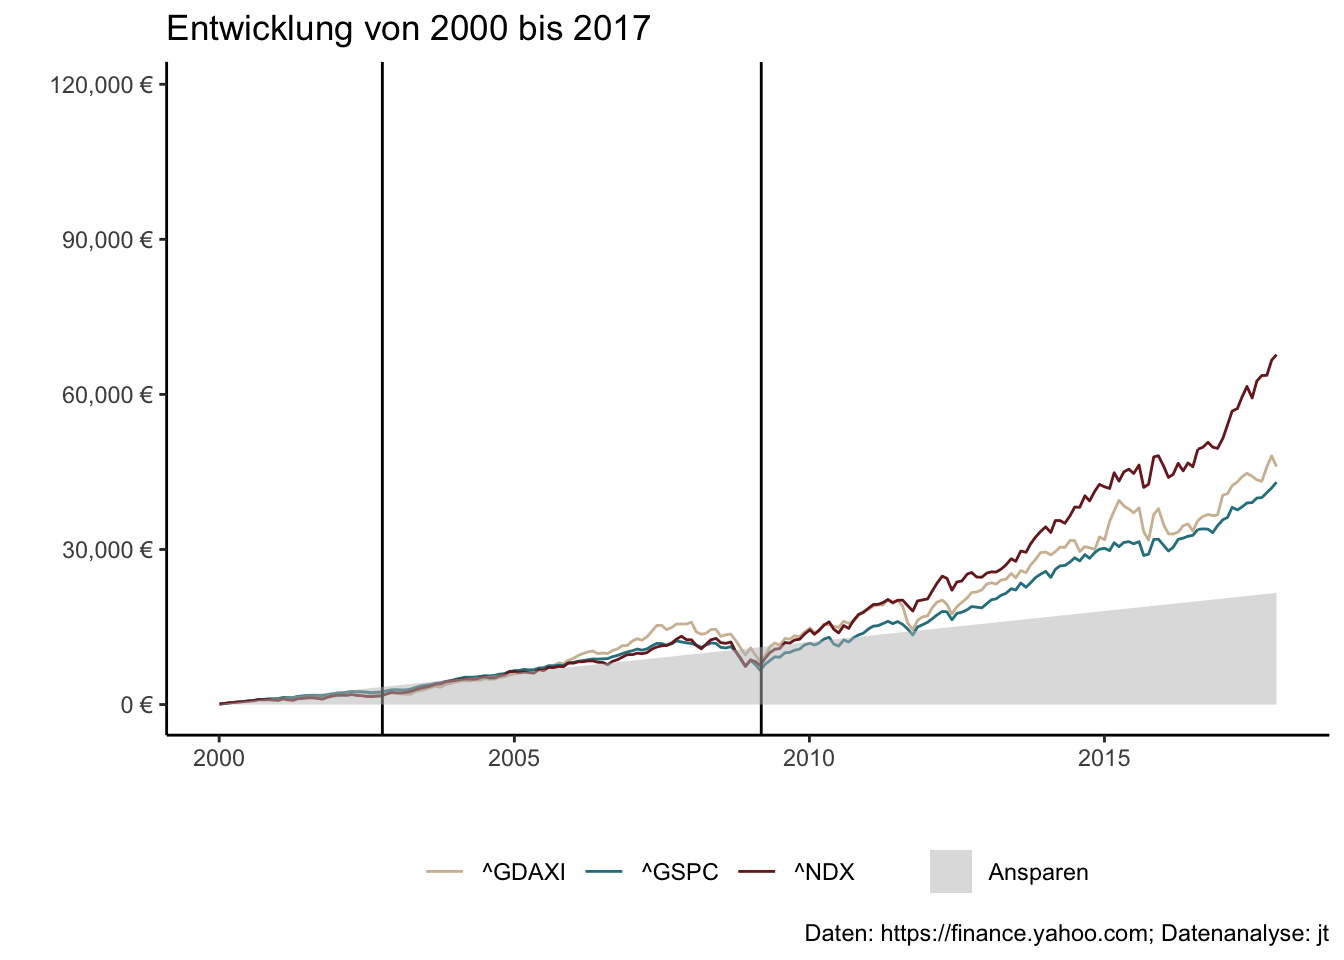 Entwicklung von 2000 bis 2017
120,000 €
90,000 €
60,000 €
30,000 €
0 €
2000 2005 2010 2015
^GDAXI ^GSPC ^NDX Ansparen
Daten: https://finance.yahoo.com; Datenanalyse: jt